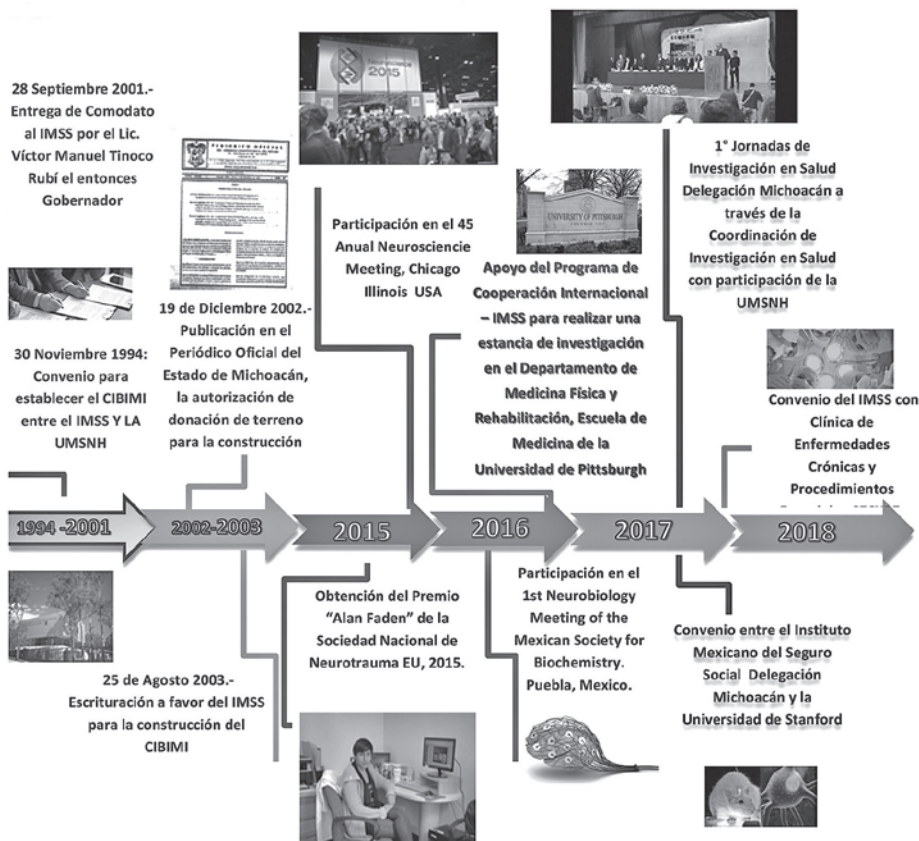 28 Septiembre 2001.-
Entrega de Comodato
al IMSS por el Lic.
Víctor Manuel Tinoco
Rubí el entonces
Gobernador
30 Noviembre 1994:
Convenio para
establecer el CIBIMI
entre el IMSS Y LA
UMSNH
PERIODICO OFICIAL
19 de Diciembre 2002.-
Publicación en el
Periódico Oficial del
Estado de Michoacán,
la autorización de
donación de terreno
para la construcción
Neuroscience
2015
Participación en el 45
Anual Neurosciencie
Meeting, Chicago
Illinois USA
UNIVERSITY OF PITTSBURGH
Apoyo del Programa de
Cooperación Internacional
– IMSS para realizar una
estancia de investigación
en el Departamento de
Medicina Física y
Rehabilitación, Escuela de
Medicina de la
Universidad de Pittsburgh
1° Jornadas de
Investigación en Salud
Delegación Michoacán a
través de la
Coordinación de
Investigación en Salud
con participación de la
UMSNH
Convenio del IMSS con
Clínica de
Enfermedades
Crónicas y
Procedimientos
1994 -2001
2002-2003
2015
2016
2017
2018
25 de Agosto 2003.-
Escrituración a favor del IMSS
para la construcción del
CIBIMI
Obtención del Premio
“Alan Faden” de la
Sociedad Nacional de
Neurotrauma EU, 2015.
Participación en el
1st Neurobiology
Meeting of the
Mexican Society for
Biochemistry.
Puebla, Mexico.
Convenio entre el Instituto
Mexicano del Seguro
Social Delegación
Michoacán y la
Universidad de Stanford